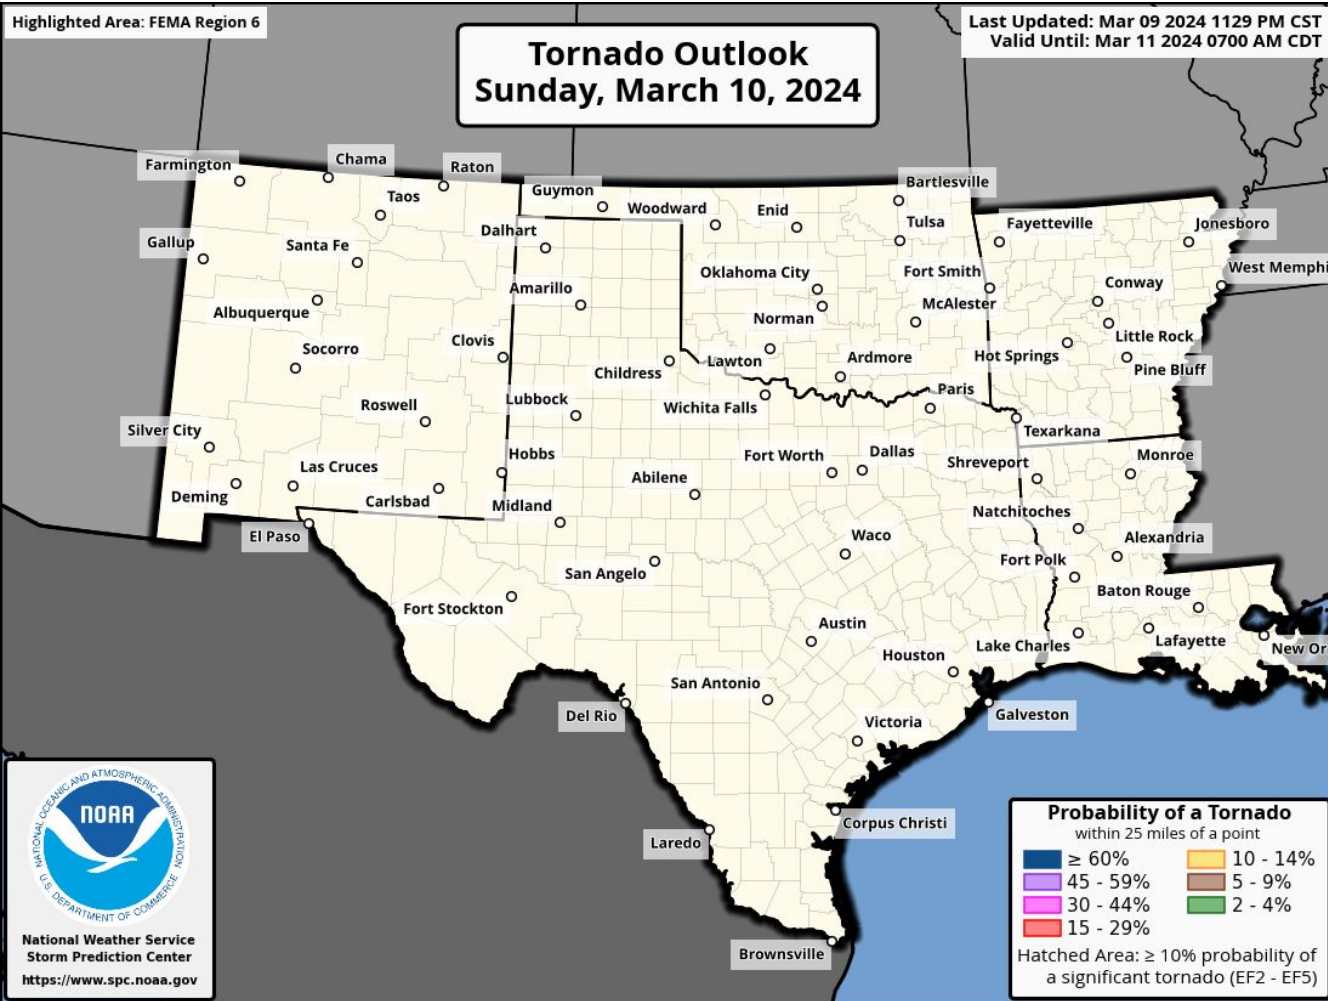 Highlighted Area: FEMA Region 6
Last Updated: Mar 09 2024 1129 PM CST
Valid Until: Mar 11 2024 0700 AM CDT
Tornado Outlook
Sunday, March 10, 2024
Farmington
Chama
Raton
Taos
Guymon
Woodward
Enid
Bartlesville
Tulsa
Fayetteville
Jonesboro
Gallup
Santa Fe
Dalhart
Oklahoma City
Fort Smith
West Memphi
Albuquerque
Amarillo
Norman
McAlester
Conway
Socorro
Clovis
Childress
Lawton
Ardmore
Hot Springs
Little Rock
Pine Bluff
Roswell
Lubbock
Wichita Falls
Paris
Texarkana
Silver City
Las Cruces
Hobbs
Abilene
Fort Worth
Dallas
Shreveport
Monroe
Deming
Carlsbad
Midland
Natchitoches
El Paso
Waco
Alexandria
San Angelo
Fort Polk
Fort Stockton
Baton Rouge
Austin
Houston
Lake Charles
Lafayette
New Or
San Antonio
Del Rio
Victoria
Galveston
Corpus Christi
Laredo
Brownsville
NATIONAL OCEANIC AND ATMOSPHERIC ADMINISTRATION
NOAA
U.S. DEPARTMENT OF COMMERCE
National Weather Service
Storm Prediction Center
https://www.spc.noaa.gov
Probability of a Tornado
within 25 miles of a point
≥ 60%
45 - 59%
30 - 44%
15 - 29%
10 - 14%
5 - 9%
2 - 4%
Hatched Area: ≥ 10% probability of
a significant tornado (EF2 - EF5)